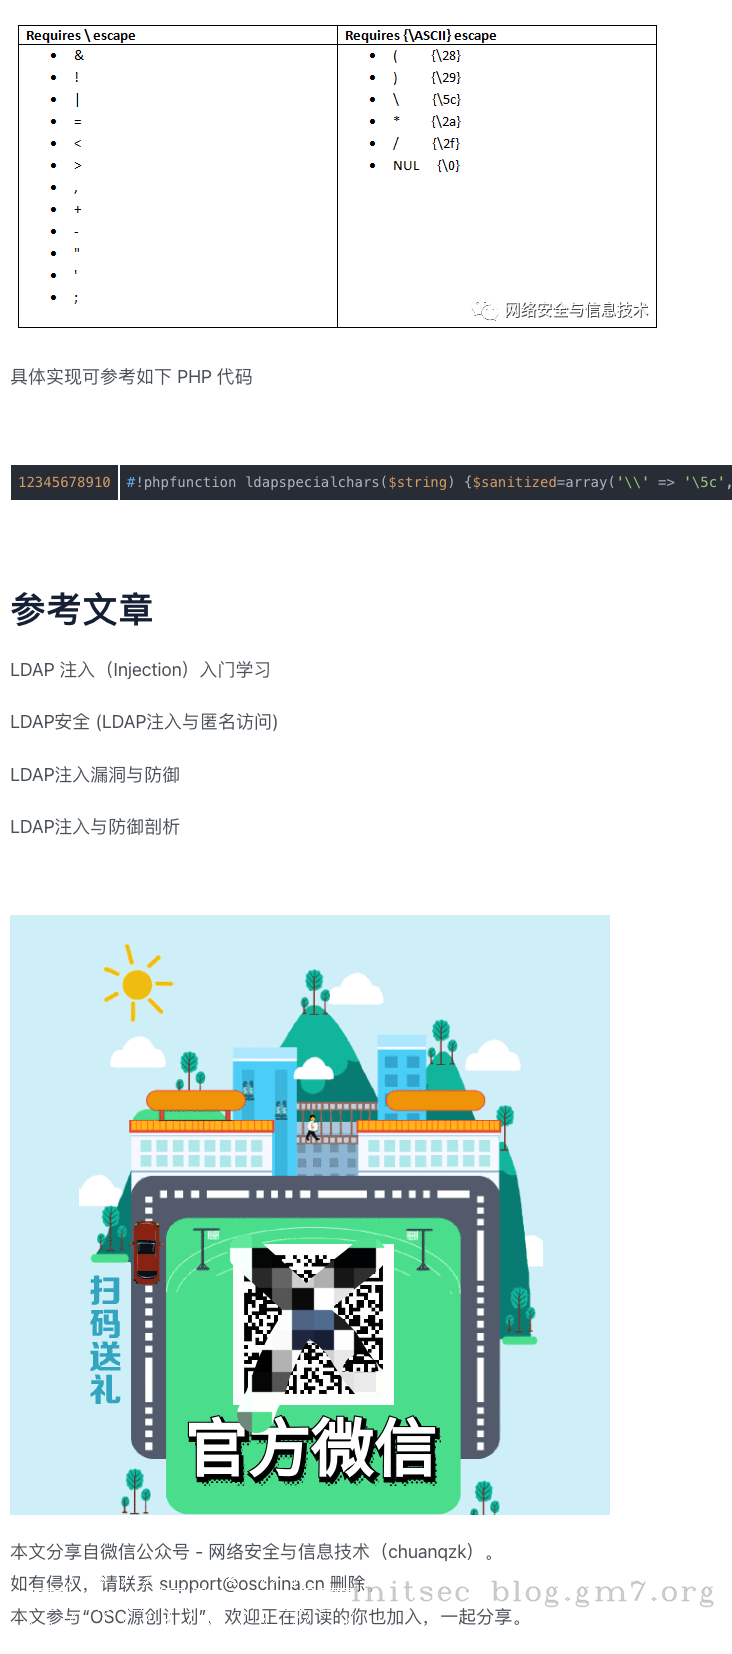 Requires \ escape
Requires {\ASCII} escape
• &
• !
• |
• =
• <
• >
• ,
• +
• -
• "
• '
• ;
• ( {\28}
• ) {\29}
• \ {\5c}
• * {\2a}
• / {\2f}
• NUL {\0}
网络安全与信息技术
具体实现可参考如下 PHP 代码
12345678910
#!phpfunction ldapspecialchars($string) {$sanitized=array('\\' => '\5c',
参考文章
LDAP 注入（Injection）入门学习
LDAP安全 (LDAP注入与匿名访问)
LDAP注入漏洞与防御
LDAP注入与防御剖析
扫码送礼
官方微信
本文分享自微信公众号 - 网络安全与信息技术（chuanqzk）。
如有侵权，请联系 support@oschina.cn 删除。
本文参与“OSC源创计划”，欢迎正在阅读的你也加入，一起分享。
initsec blog.gm7.org